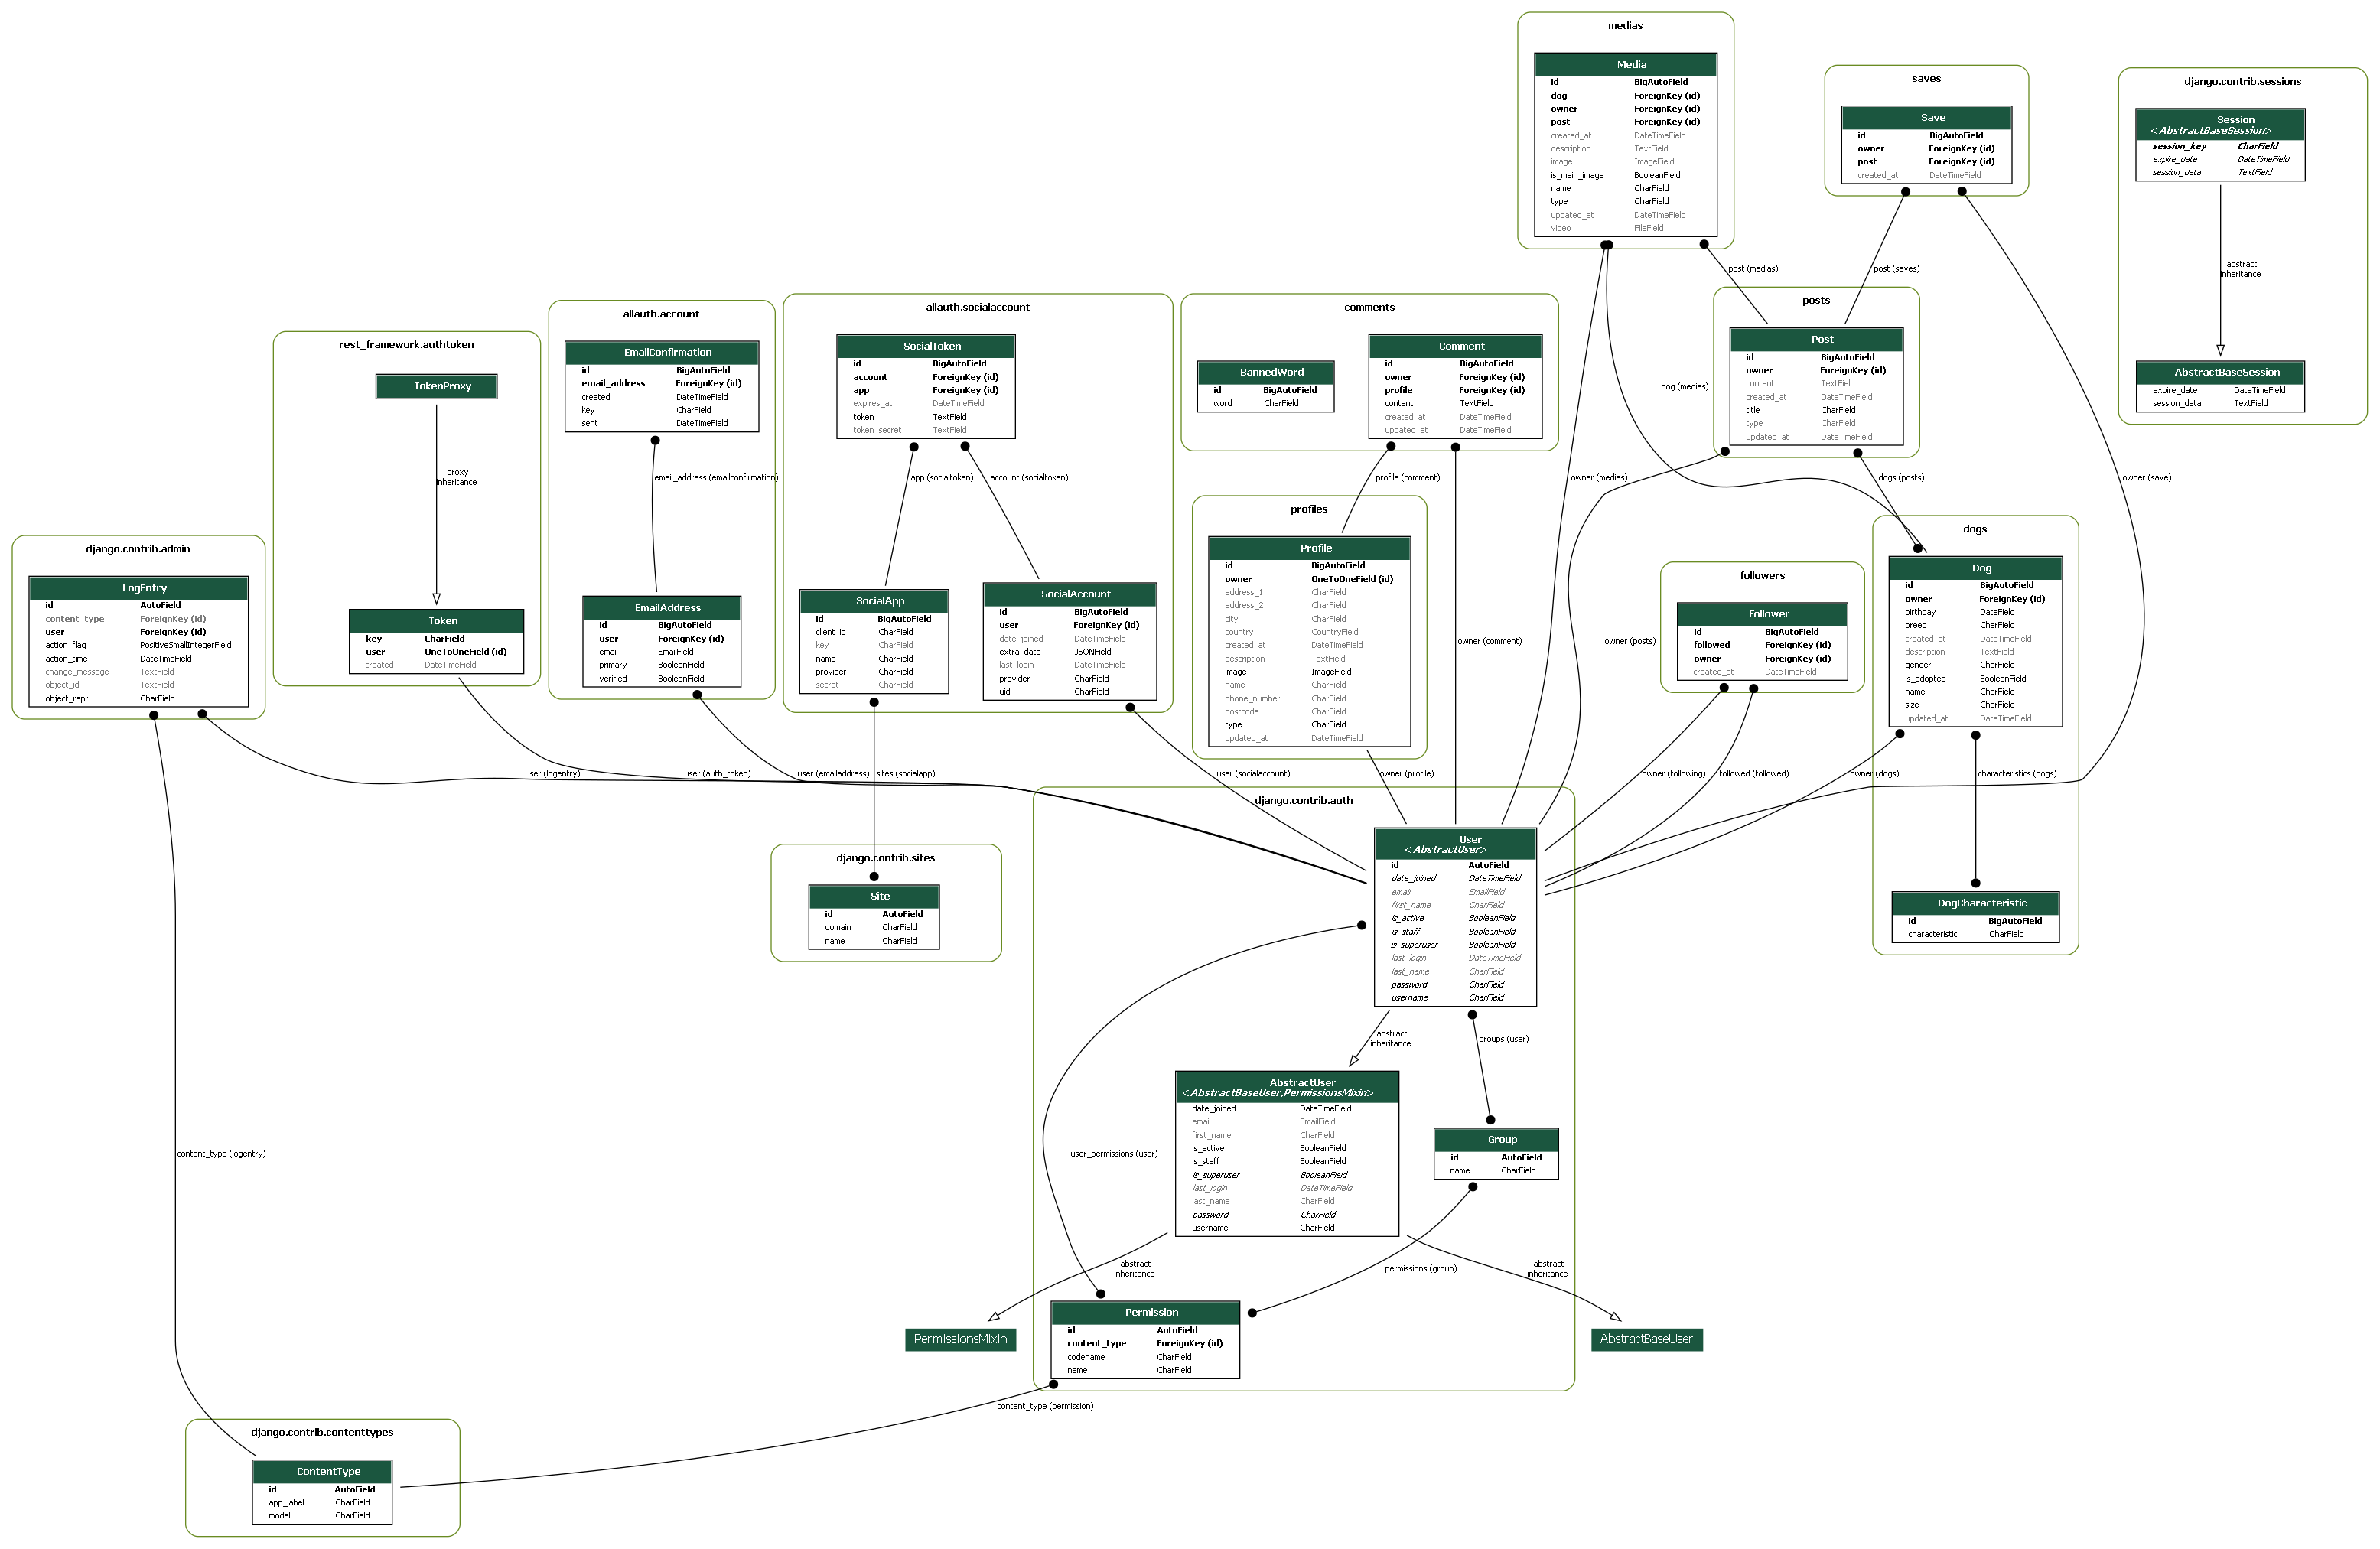 medias
Media
id BigAutoField
dog ForeignKey (id)
owner ForeignKey (id)
post ForeignKey (id)
created_at DateTimeField
description TextField
image ImageField
is_main_image BooleanField
name CharField
type CharField
updated_at DateTimeField
video FileField
saves
Save
id BigAutoField
owner ForeignKey (id)
post ForeignKey (id)
created_at DateTimeField
django.contrib.sessions
Session
<AbstractBaseSession>
session_key CharField
expire_date DateTimeField
session_data TextField
post (medias)
post (saves)
abstract
inheritance
AbstractBaseSession
expire_date DateTimeField
session_data TextField
rest_framework.authtoken
TokenProxy
proxy
inheritance
Token
key CharField
user OneToOneField (id)
created DateTimeField
allauth.account
EmailConfirmation
id BigAutoField
email_address ForeignKey (id)
created DateTimeField
key CharField
sent DateTimeField
email_address (emailconfirmation)
EmailAddress
id BigAutoField
user ForeignKey (id)
email EmailField
primary BooleanField
verified BooleanField
allauth.socialaccount
SocialToken
id BigAutoField
account ForeignKey (id)
app ForeignKey (id)
expires_at DateTimeField
token TextField
token_secret TextField
app (socialtoken)
account (socialtoken)
SocialApp
id BigAutoField
client_id CharField
key CharField
name CharField
provider CharField
secret CharField
SocialAccount
id BigAutoField
user ForeignKey (id)
date_joined DateTimeField
extra_data JSONField
last_login DateTimeField
provider CharField
uid CharField
comments
BannedWord
id BigAutoField
word CharField
Comment
id BigAutoField
owner ForeignKey (id)
profile ForeignKey (id)
content TextField
created_at DateTimeField
updated_at DateTimeField
profile (comment)
posts
Post
id BigAutoField
owner ForeignKey (id)
content TextField
created_at DateTimeField
title CharField
type CharField
updated_at DateTimeField
dog (medias)
owner (medias)
dogs (posts)
owner (save)
profiles
Profile
id BigAutoField
owner OneToOneField (id)
address_1 CharField
address_2 CharField
city CharField
country CountryField
created_at DateTimeField
description TextField
image ImageField
name CharField
phone_number CharField
postcode CharField
type CharField
updated_at DateTimeField
owner (comment)
owner (posts)
followers
Follower
id BigAutoField
followed ForeignKey (id)
owner ForeignKey (id)
created_at DateTimeField
dogs
Dog
id BigAutoField
owner ForeignKey (id)
birthday DateField
breed CharField
created_at DateTimeField
description TextField
gender CharField
is_adopted BooleanField
name CharField
size CharField
updated_at DateTimeField
django.contrib.admin
LogEntry
id AutoField
content_type ForeignKey (id)
user ForeignKey (id)
action_flag PositiveSmallIntegerField
action_time DateTimeField
change_message TextField
object_id TextField
object_repr CharField
user (logentry)
user (auth_token)
user (emailaddress)
sites (socialapp)
user (socialaccount)
owner (profile)
owner (following)
followed (followed)
owner (dogs)
characteristics (dogs)
django.contrib.sites
Site
id AutoField
domain CharField
name CharField
django.contrib.auth
User
<AbstractUser>
id AutoField
date_joined DateTimeField
email EmailField
first_name CharField
is_active BooleanField
is_staff BooleanField
is_superuser BooleanField
last_login DateTimeField
last_name CharField
password CharField
username CharField
DogCharacteristic
id BigAutoField
characteristic CharField
abstract
inheritance
groups (user)
AbstractUser
<AbstractBaseUser,PermissionsMixin>
date_joined DateTimeField
email EmailField
first_name CharField
is_active BooleanField
is_staff BooleanField
is_superuser BooleanField
last_login DateTimeField
last_name CharField
password CharField
username CharField
Group
id AutoField
name CharField
content_type (logentry)
user_permissions (user)
abstract
inheritance
permissions (group)
abstract
inheritance
PermissionsMixin
Permission
id AutoField
content_type ForeignKey (id)
codename CharField
name CharField
AbstractBaseUser
content_type (permission)
django.contrib.contenttypes
ContentType
id AutoField
app_label CharField
model CharField